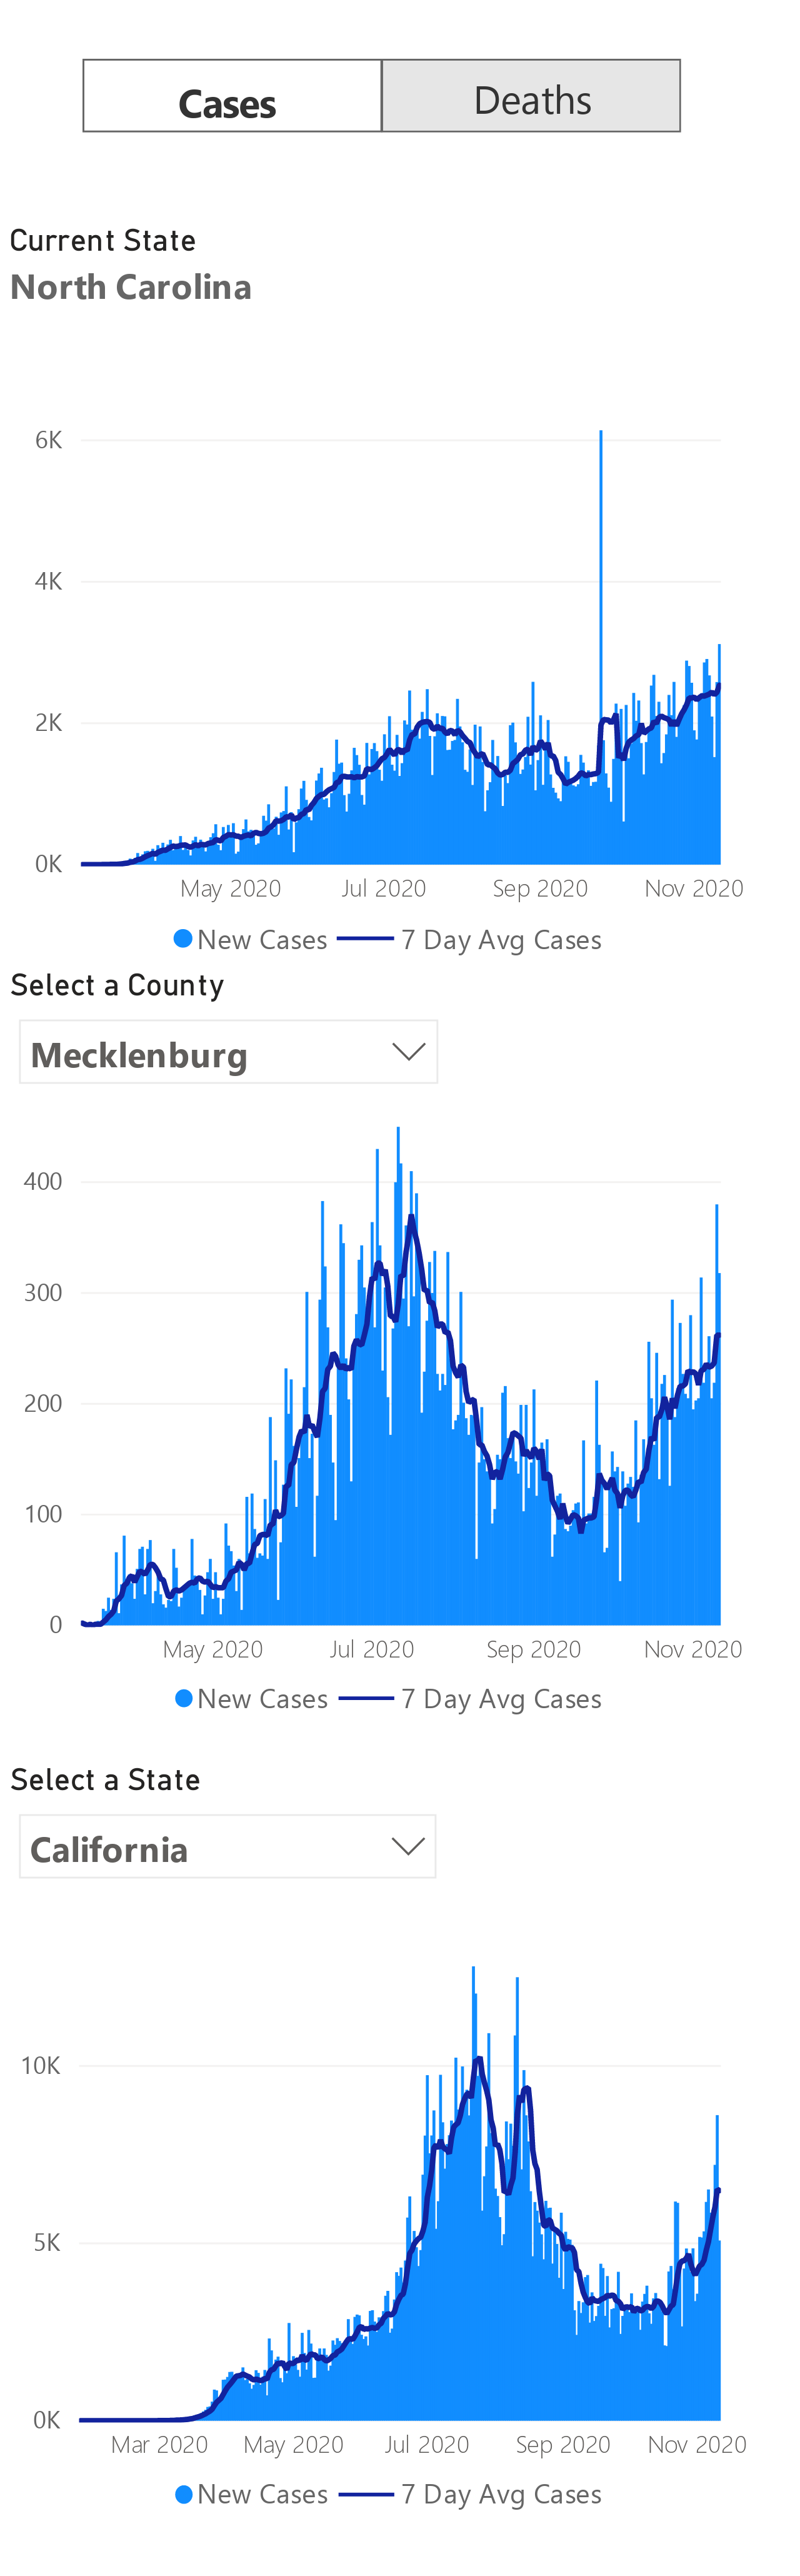 Cases Deaths
Current State
North Carolina
6K
4K
2K
0K
May 2020 Jul 2020 Sep 2020 Nov 2020
New Cases 7 Day Avg Cases
Select a County
Mecklenburg
400
300
200
100
0
May 2020 Jul 2020 Sep 2020 Nov 2020
New Cases 7 Day Avg Cases
Select a State
California
10K
5K
0K
Mar 2020 May 2020 Jul 2020 Sep 2020 Nov 2020
New Cases 7 Day Avg Cases